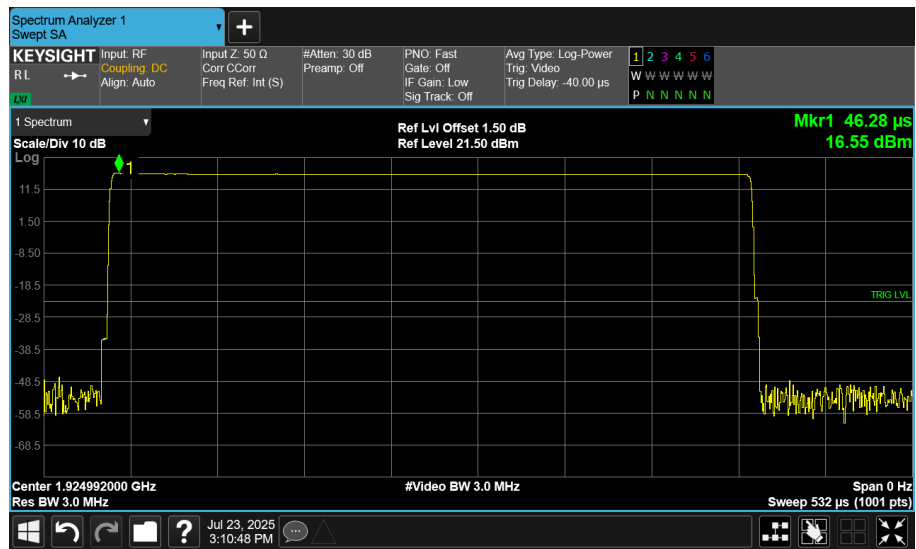 Spectrum Analyzer 1
Swept SA
+
KEYSIGHT
R L
LXI
Input: RF
Coupling: DC
Align: Auto
Input Z: 50 Ω
Corr CCorr
Freq Ref: Int (S)
#Atten: 30 dB
Preamp: Off
PNO: Fast
Gate: Off
IF Gain: Low
Sig Track: Off
Avg Type: Log-Power
Trig: Video
Trig Delay: -40.00 µs
1 2 3 4 5 6
W W W W W W
P N N N N N
1 Spectrum
Scale/Div 10 dB
Ref Lvl Offset 1.50 dB
Ref Level 21.50 dBm
Mkr1 46.28 µs
16.55 dBm
Log
1
11.5
1.50
-8.50
-18.5
TRIG LVL
-28.5
-38.5
-48.5
-58.5
-68.5
Center 1.924992000 GHz
Res BW 3.0 MHz
#Video BW 3.0 MHz
Span 0 Hz
Sweep 532 µs (1001 pts)
?
Jul 23, 2025
3:10:48 PM